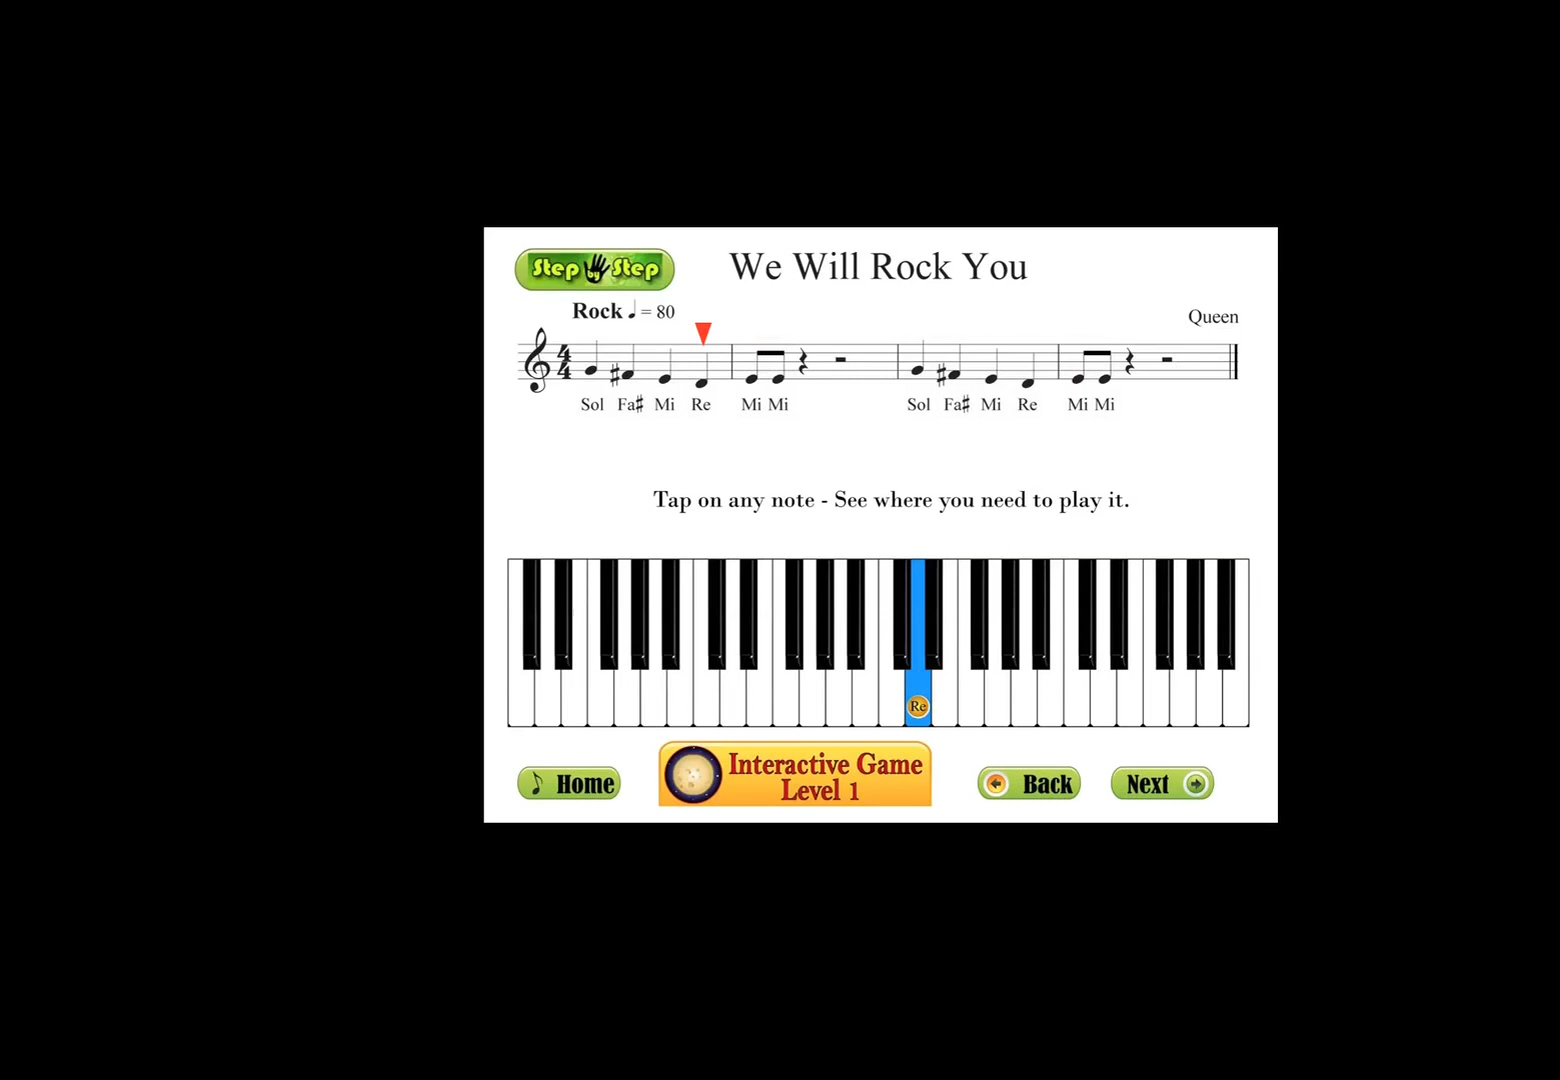 Step by Step
We Will Rock You
Rock ♩ = 80
Queen
4
4
Sol Fa♯ Mi Re Mi Mi Sol Fa♯ Mi Re Mi Mi
Tap on any note - See where you need to play it.
Re
Home
Interactive Game
Level 1
Back
Next